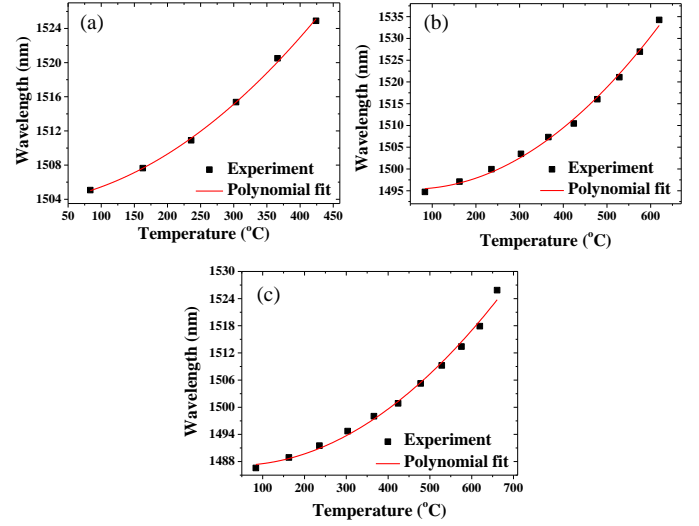 (a)
Wavelength (nm)
1524
1520
1516
1512
1508
1504
Experiment
Polynomial fit
50 100 150 200 250 300 350 400 450
Temperature (°C)
(b)
Wavelength (nm)
1535
1530
1525
1520
1515
1510
1505
1500
1495
Experiment
Polynomial fit
0 100 200 300 400 500 600
Temperature (°C)
(c)
Wavelength (nm)
1530
1524
1518
1512
1506
1500
1494
1488
Experiment
Polynomial fit
100 200 300 400 500 600 700
Temperature (°C)